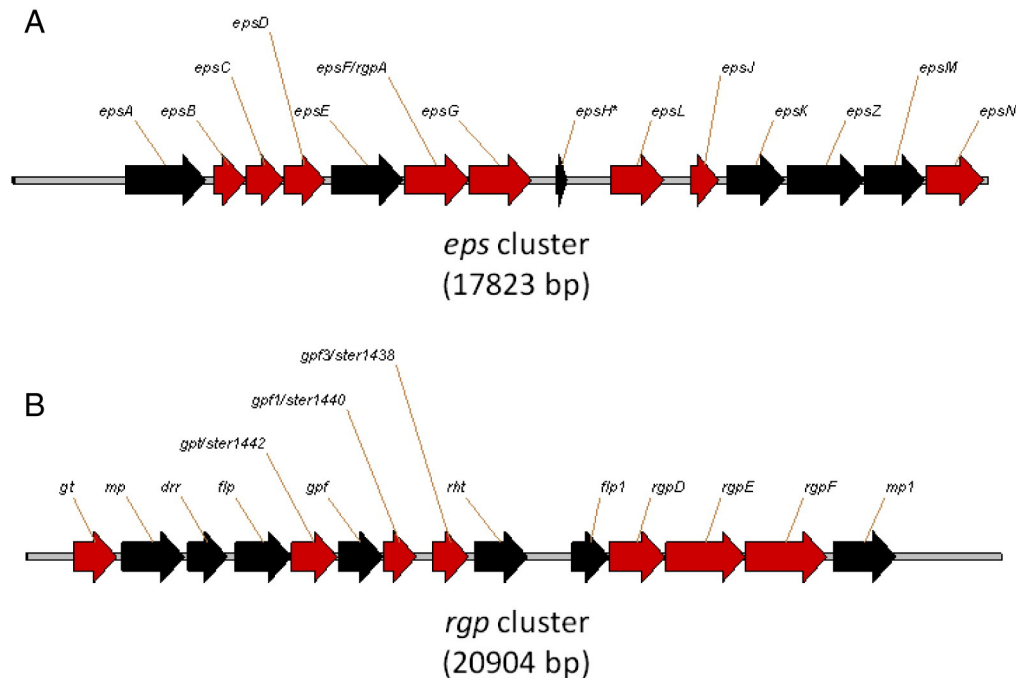 A
epsD
epsC
epsF/rgpA
epsJ
epsM
epsA
epsB
epsE
epsG
epsH*
epsL
epsK
epsZ
epsN
eps cluster
(17823 bp)
gpf3/ster1438
B
gpf1/ster1440
gpt/ster1442
gt
mp
drr
flp
gpf
rht
flp1
rgpD
rgpE
rgpF
mp1
rgp cluster
(20904 bp)